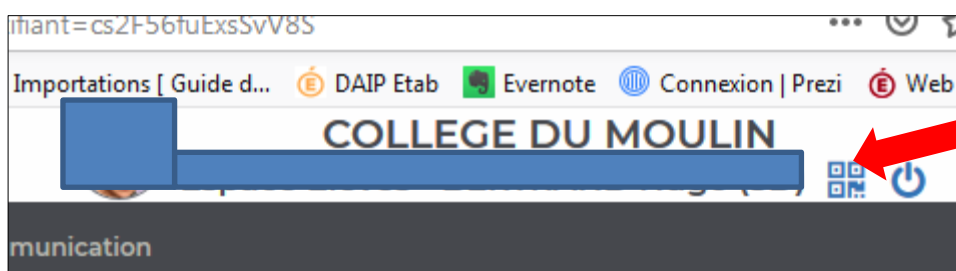 ifiant=cs2F56fuExsSvV8S
Importations [ Guide d... DAIP Etab Evernote Connexion | Prezi Web
COLLEGE DU MOULIN
munication